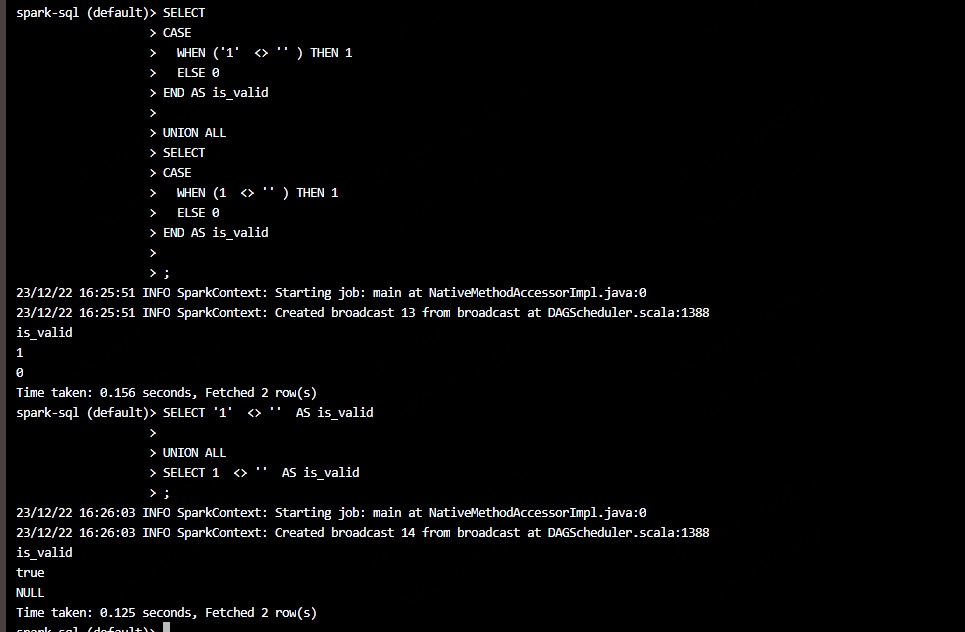 spark-sql (default)> SELECT
> CASE
> WHEN ('1' <> '' ) THEN 1
> ELSE 0
> END AS is_valid
>
> UNION ALL
> SELECT
> CASE
> WHEN (1 <> '' ) THEN 1
> ELSE 0
> END AS is_valid
>
> ;
23/12/22 16:25:51 INFO SparkContext: Starting job: main at NativeMethodAccessorImpl.java:0
23/12/22 16:25:51 INFO SparkContext: Created broadcast 13 from broadcast at DAGScheduler.scala:1388
is_valid
1
0
Time taken: 0.156 seconds, Fetched 2 row(s)
spark-sql (default)> SELECT '1' <> '' AS is_valid
>
> UNION ALL
> SELECT 1 <> '' AS is_valid
> ;
23/12/22 16:26:03 INFO SparkContext: Starting job: main at NativeMethodAccessorImpl.java:0
23/12/22 16:26:03 INFO SparkContext: Created broadcast 14 from broadcast at DAGScheduler.scala:1388
is_valid
true
NULL
Time taken: 0.125 seconds, Fetched 2 row(s)
spark-sql (default)>